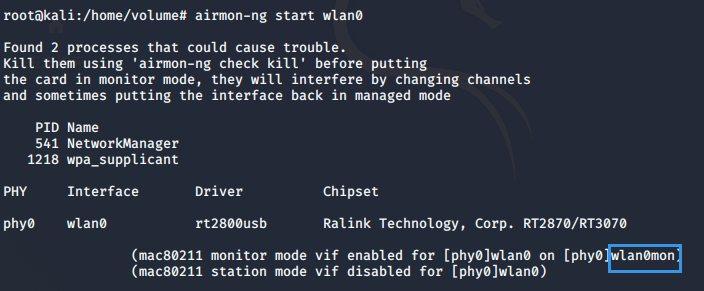 root@kali:/home/volume# airmon-ng start wlan0
Found 2 processes that could cause trouble.
Kill them using 'airmon-ng check kill' before putting
the card in monitor mode, they will interfere by changing channels
and sometimes putting the interface back in managed mode
PID Name
541 NetworkManager
1218 wpa_supplicant
PHY Interface Driver Chipset
phy0 wlan0 rt2800usb Ralink Technology, Corp. RT2870/RT3070
(mac80211 monitor mode vif enabled for [phy0]wlan0 on [phy0]wlan0mon)
(mac80211 station mode vif disabled for [phy0]wlan0)